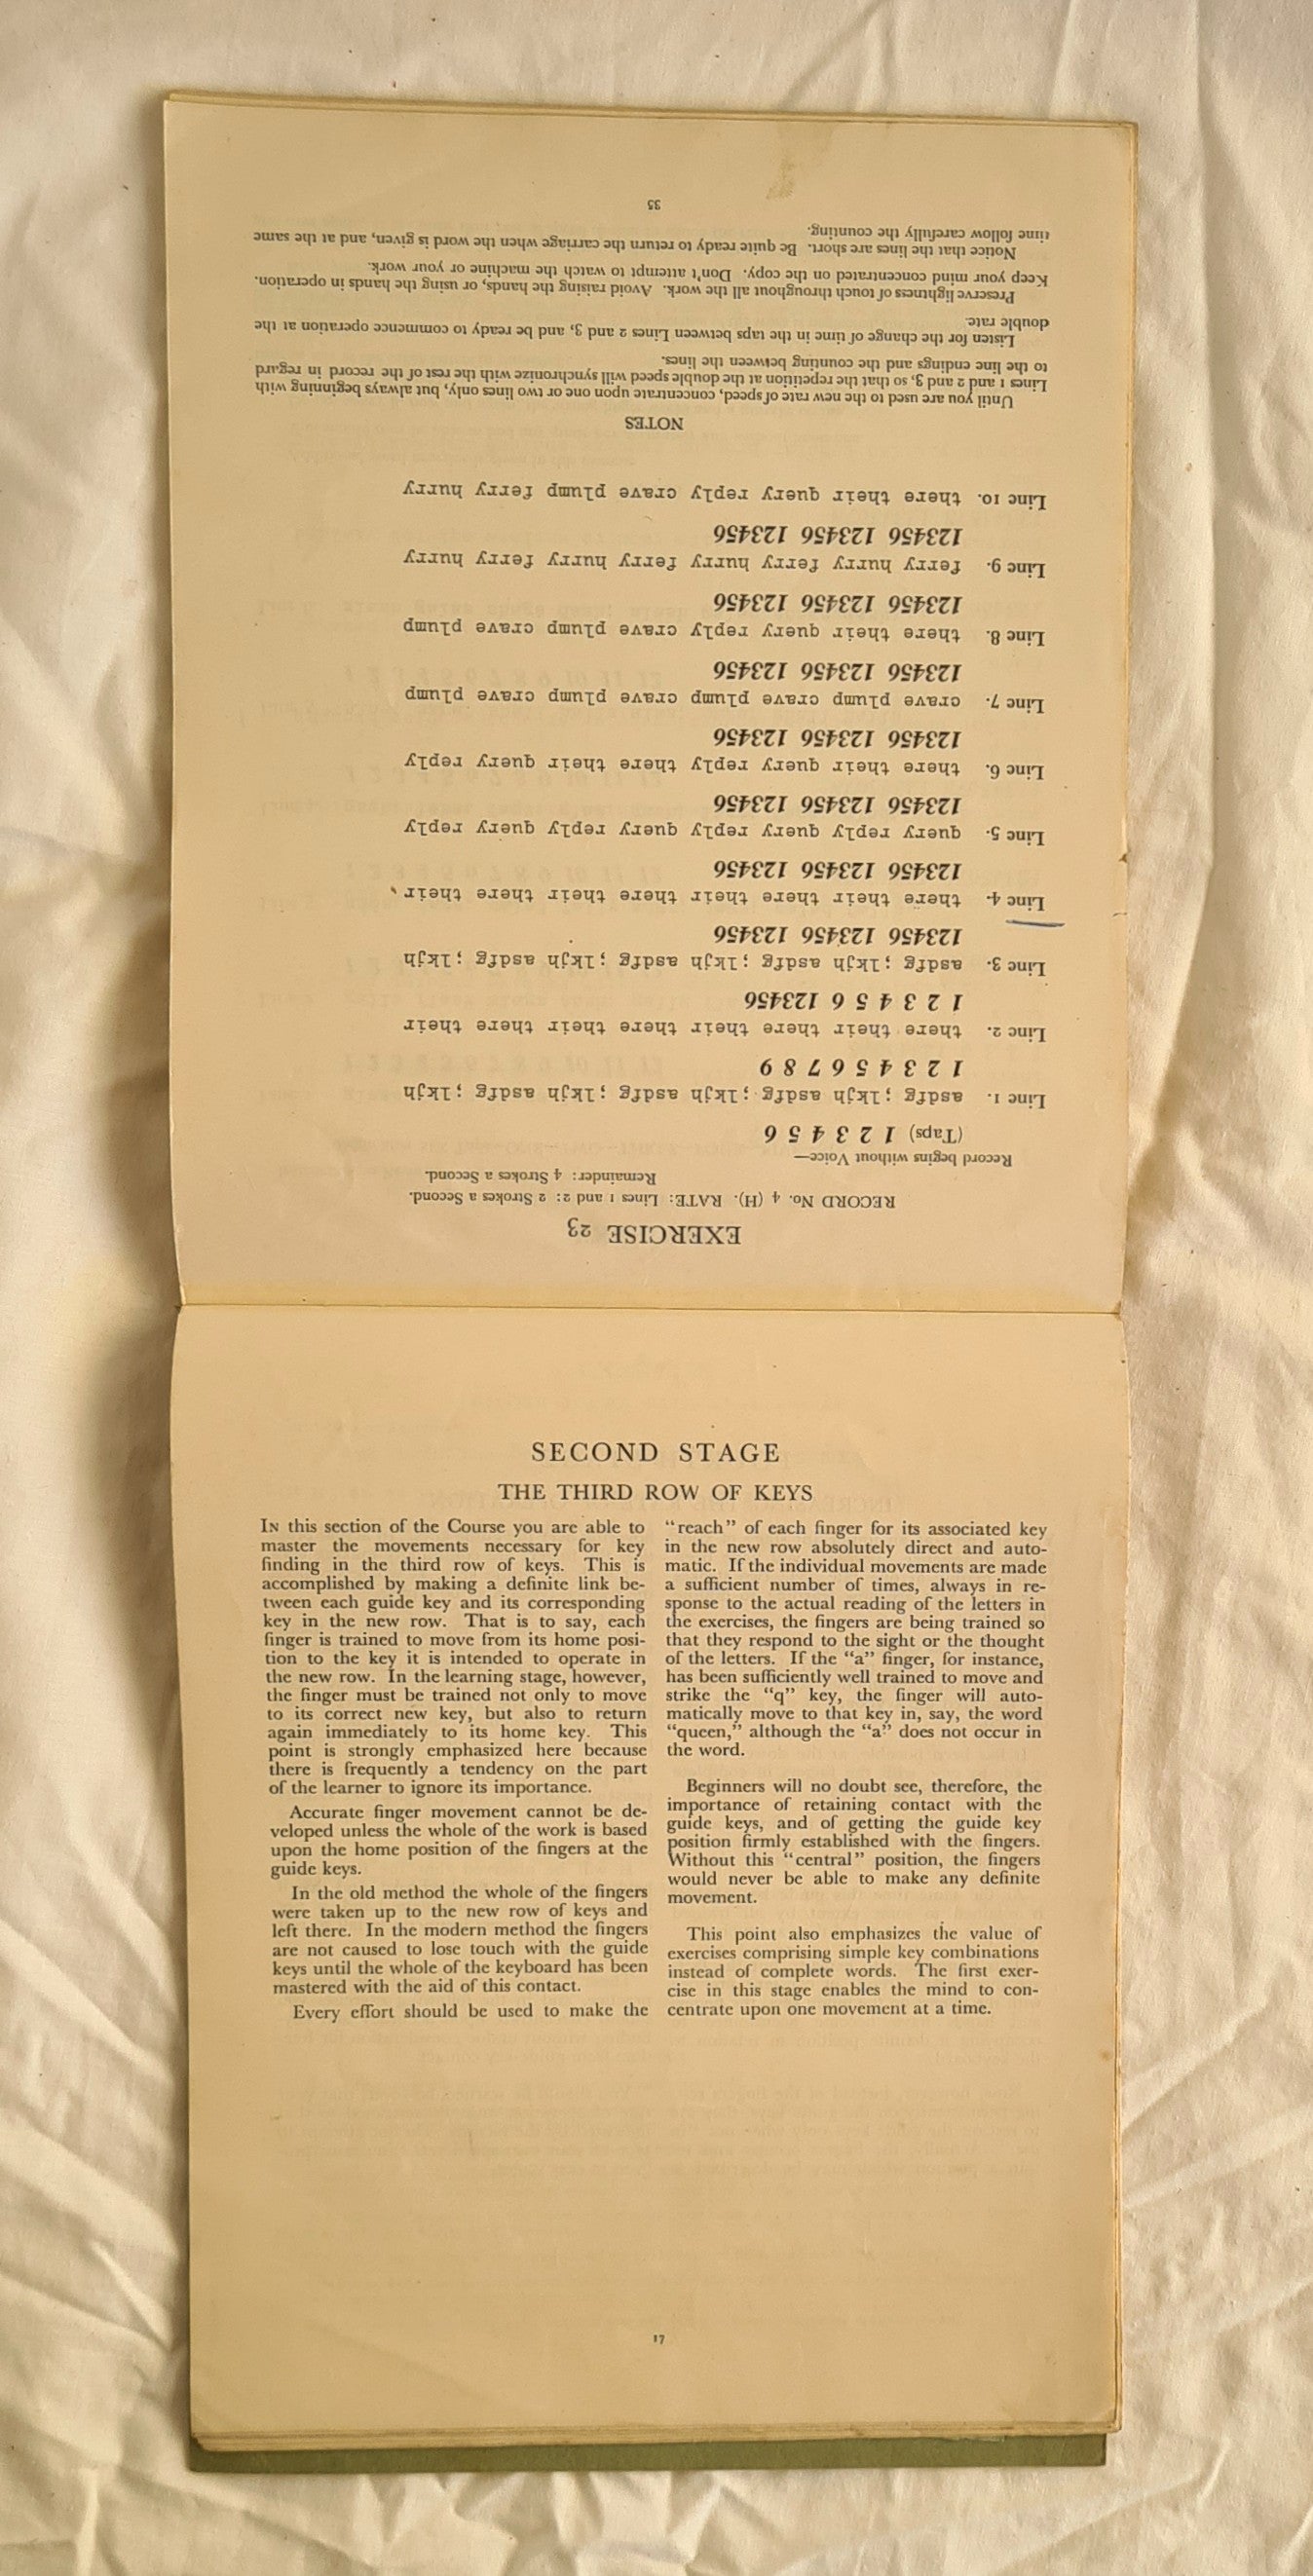 EXERCISE 23
RECORD No. 4 (H). RATE: Lines 1 and 2: 2 Strokes a Second.
Remainder: 4 Strokes a Second.
Record begins without Voice—
(Taps) 1 2 3 4 5 6
Line 1. asdfg ;lkjh asdfg ;lkjh asdfg ;lkjh asdfg ;lkjh
1 2 3 4 5 6 7 8 9
Line 2. there their there their there their there their
1 2 3 4 5 6 123456
Line 3. asdfg ;lkjh asdfg ;lkjh asdfg ;lkjh asdfg ;lkjh
123456 123456 123456
Line 4. there their there their there their there their
123456 123456 123456
Line 5. query reply query reply query reply query reply
123456 123456 123456
Line 6. there their query reply there their query reply
123456 123456 123456
Line 7. crave plump crave plump crave plump crave plump
123456 123456 123456
Line 8. there their query reply crave plump crave plump
123456 123456 123456
Line 9. ferry hurry ferry hurry ferry hurry ferry hurry
123456 123456 123456
Line 10. there their query reply crave plump ferry hurry
NOTES
Until you are used to the new rate of speed, concentrate upon one or two lines only, but always beginning with
Lines 1 and 2 and 3, so that the repetition at the double speed will synchronize with the rest of the record in regard
to the line endings and the counting between the lines.
Listen for the change of time in the taps between Lines 2 and 3, and be ready to commence operation at the
double rate.
Preserve lightness of touch throughout all the work. Avoid raising the hands, or using the hands in operation.
Keep your mind concentrated on the copy. Don't attempt to watch the machine or your work.
Notice that the lines are short. Be quite ready to return the carriage when the word is given, and at the same
time follow carefully the counting.
35
SECOND STAGE
THE THIRD ROW OF KEYS
IN this section of the Course you are able to
master the movements necessary for key
finding in the third row of keys. This is
accomplished by making a definite link be-
tween each guide key and its corresponding
key in the new row. That is to say, each
finger is trained to move from its home posi-
tion to the key it is intended to operate in
the new row. In the learning stage, however,
the finger must be trained not only to move
to its correct new key, but also to return
again immediately to its home key. This
point is strongly emphasized here because
there is frequently a tendency on the part
of the learner to ignore its importance.
Accurate finger movement cannot be de-
veloped unless the whole of the work is based
upon the home position of the fingers at the
guide keys.
In the old method the whole of the fingers
were taken up to the new row of keys and
left there. In the modern method the fingers
are not caused to lose touch with the guide
keys until the whole of the keyboard has been
mastered with the aid of this contact.
Every effort should be used to make the
"reach" of each finger for its associated key
in the new row absolutely direct and auto-
matic. If the individual movements are made
a sufficient number of times, always in re-
sponse to the actual reading of the letters in
the exercises, the fingers are being trained so
that they respond to the sight or the thought
of the letters. If the "a" finger, for instance,
has been sufficiently well trained to move and
strike the "q" key, the finger will auto-
matically move to that key in, say, the word
"queen," although the "a" does not occur in
the word.
Beginners will no doubt see, therefore, the
importance of retaining contact with the
guide keys, and of getting the guide key
position firmly established with the fingers.
Without this "central" position, the fingers
would never be able to make any definite
movement.
This point also emphasizes the value of
exercises comprising simple key combinations
instead of complete words. The first exer-
cise in this stage enables the mind to con-
centrate upon one movement at a time.
17